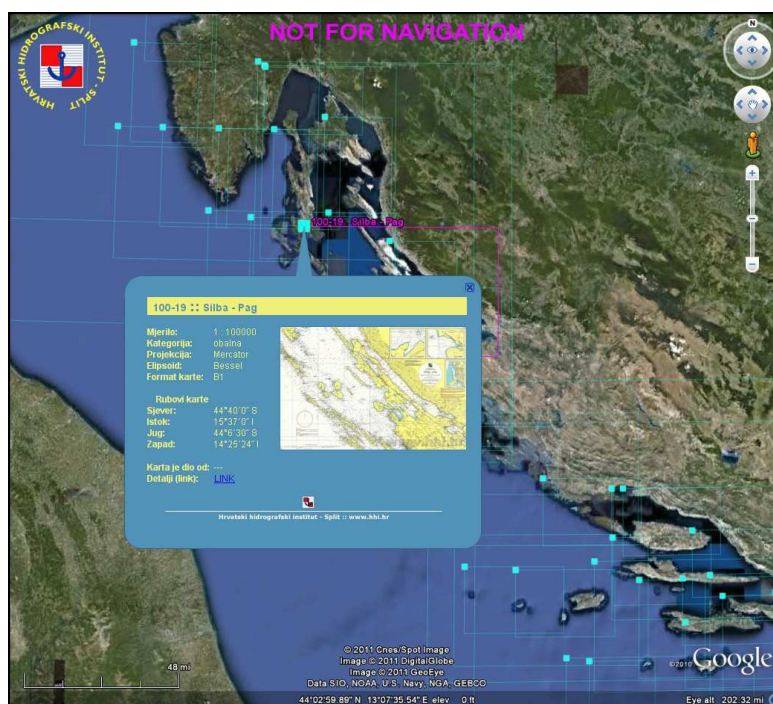 NOT FOR NAVIGATION
HRVATSKI HIDROGRAFSKI INSTITUT - SPLIT
N
100-19 Silba - Pag
100-19 :: Silba - Pag
Mjerilo: 1 : 100000
Kategorija: obalna
Projekcija: Mercator
Elipsoid: Bessel
Format karte: B1
Rubovi karte
Sjever: 44°40'0" S
Istok: 15°37'0" I
Jug: 44°6'30" S
Zapad: 14°25'24" I
Karta je dio od: ---
Detalji (link): LINK
Hrvatski hidrografski institut - Split :: www.hhi.hr
48 mi
© 2011 Cnes/Spot Image
Image © 2011 DigitalGlobe
Image © 2011 GeoEye
Data SIO, NOAA, U.S. Navy, NGA, GEBCO
©2010 Google
44°02'59.89" N 13°07'35.54" E elev 0 ft
Eye alt 202.32 mi